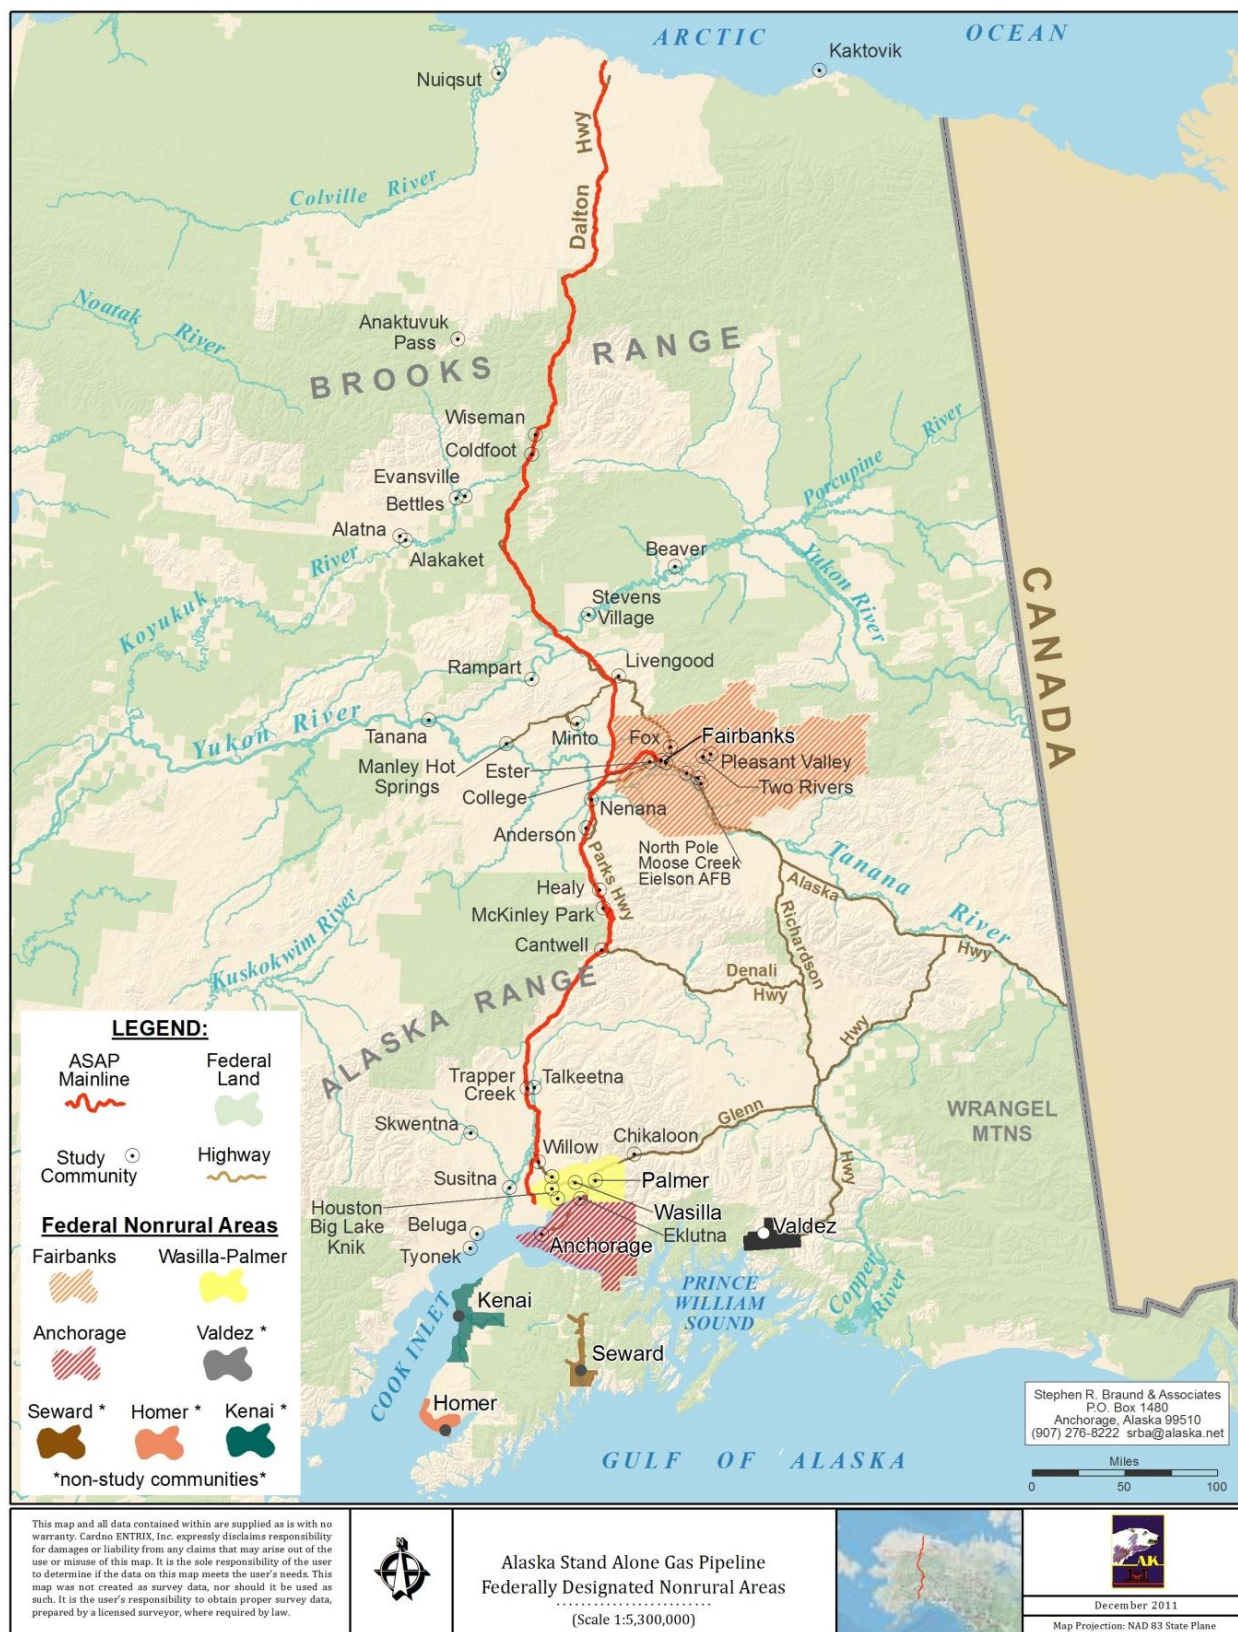 ARCTIC OCEAN
Kaktovik
Nuiqsut
Dalton Hwy
Colville River
Noatak River
Anaktuvuk
Pass
BROOKS RANGE
Wiseman
Coldfoot
Evansville
Bettles
Alatna
Alakaket
Koyukuk River
Porcupine River
Beaver
Yukon River
Stevens
Village
CANADA
Rampart
Livengood
Yukon River
Tanana
Minto
Fox
Fairbanks
Manley Hot
Springs
Ester
Pleasant Valley
College
Two Rivers
Nenana
Anderson
North Pole
Moose Creek
Eielson AFB
Parks Hwy
Tanana River
Alaska Hwy
Richardson Hwy
Healy
McKinley Park
Cantwell
Denali
Hwy
Kuskokwim River
ALASKA RANGE
Hwy
Trapper
Creek
Talkeetna
Glenn
WRANGEL
MTNS
Skwentna
Chikaloon
Willow
Susitna
Palmer
Houston
Big Lake
Knik
Wasilla
Eklutna
Beluga
Tyonek
Anchorage
Valdez
Copper River
PRINCE
WILLIAM
SOUND
COOK INLET
Kenai
Seward
Homer
GULF OF ALASKA
LEGEND:
ASAP
Mainline
Federal
Land
Study
Community
Highway
Federal Nonrural Areas
Fairbanks
Wasilla-Palmer
Anchorage
Valdez *
Seward *
Homer *
Kenai *
*non-study communities*
Stephen R. Braund & Associates
P.O. Box 1480
Anchorage, Alaska 99510
(907) 276-8222 srba@alaska.net
Miles
0 50 100
This map and all data contained within are supplied as is with no
warranty. Cardno ENTRIX, Inc. expressly disclaims responsibility
for damages or liability from any claims that may arise out of the
use or misuse of this map. It is the sole responsibility of the user
to determine if the data on this map meets the user's needs. This
map was not created as survey data, nor should it be used as
such. It is the user's responsibility to obtain proper survey data,
prepared by a licensed surveyor, where required by law.
Alaska Stand Alone Gas Pipeline
Federally Designated Nonrural Areas
(Scale 1:5,300,000)
AK
December 2011
Map Projection: NAD 83 State Plane